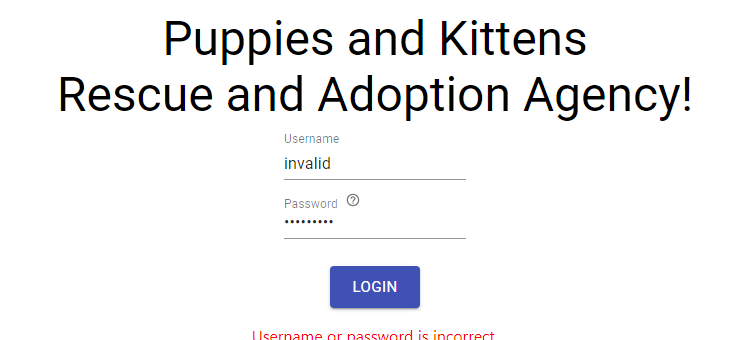 Puppies and Kittens
Rescue and Adoption Agency!
Username
invalid
Password ?
•••••••••
LOGIN
Username or password is incorrect